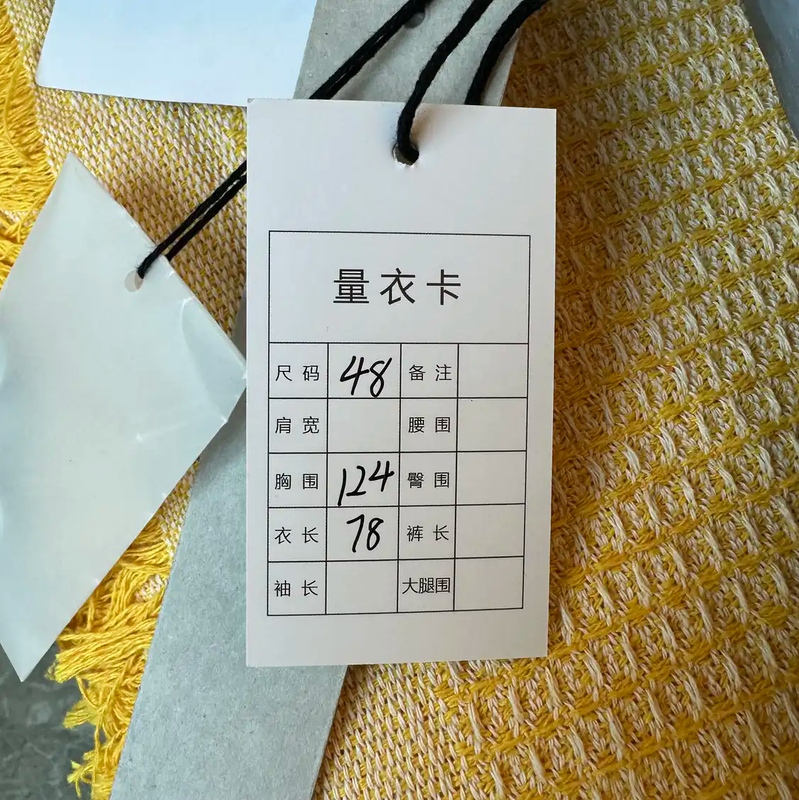 量衣卡
尺码 48 备注
肩宽 腰围
胸围 124 臀围
衣长 78 裤长
袖长 大腿围